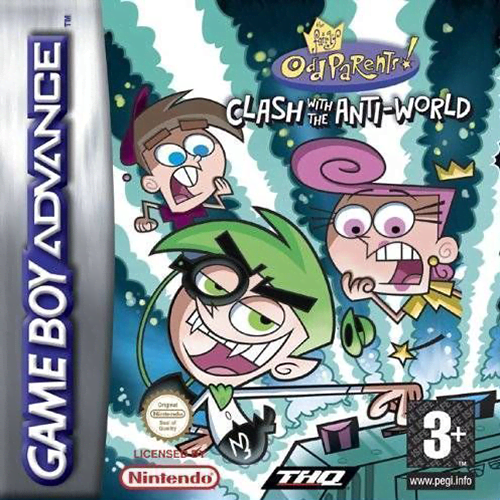 GAME BOY ADVANCE
TM
the Fairly
OddParents!
CLASH WITH THE ANTI-WORLD
Original
Nintendo
Seal of
Quality
LICENSED BY
Nintendo
THQ
3+
www.pegi.info